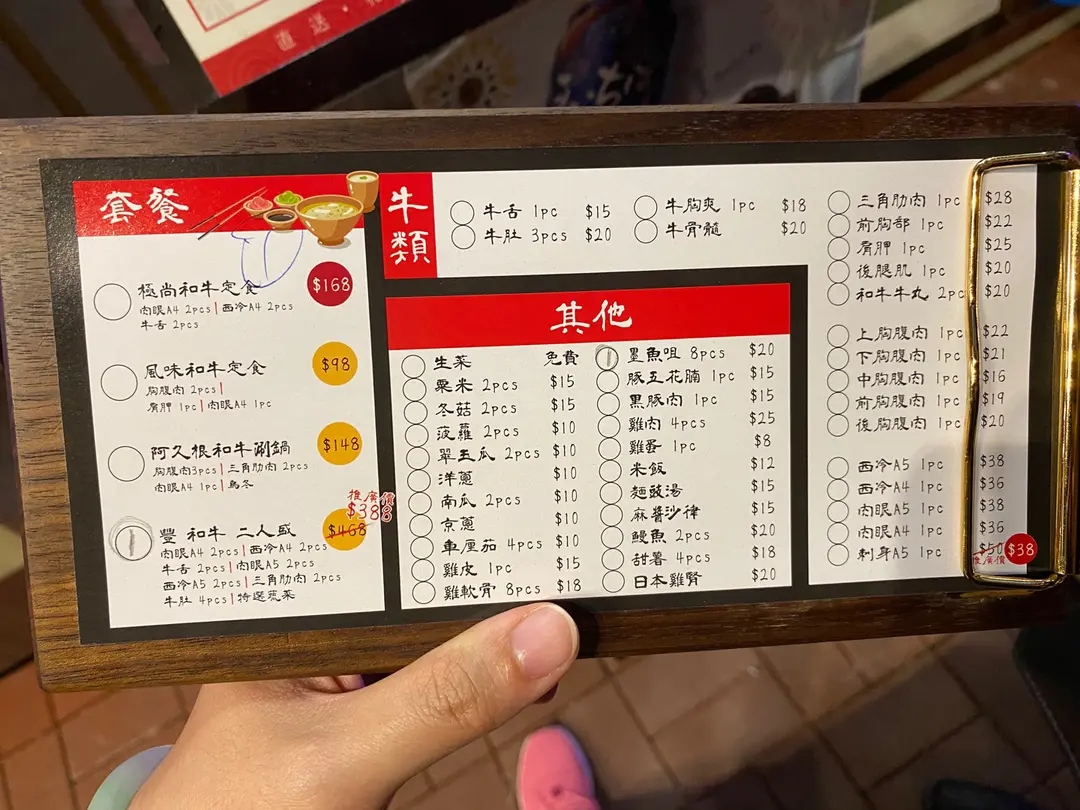 直送
套餐
極尚和牛定食 $168
肉眼A4 2pcs | 西冷A4 2pcs
牛舌 2pcs
風味和牛定食 $98
胸腹肉 2pcs |
肩胛 1pc | 肉眼A4 1pc
阿久根和牛涮鍋 $148
胸腹肉3pcs | 三角肋肉 2pcs
肉眼A4 1pc | 烏冬
推廣價
$388
1 豐 和牛 二人盛 $468
肉眼A4 2pcs | 西冷A4 2pcs
牛舌 2pcs | 肉眼A5 2pcs
西冷A5 2pcs | 三角肋肉 2pcs
牛肚 4pcs | 特選蔬菜
牛類
牛舌 1pc $15
牛肚 3pcs $20
牛胸爽 1pc $18
牛骨髓 $20
三角肋肉 1pc $28
前胸部 1pc $22
肩胛 1pc $25
後腿肌 1pc $20
和牛牛丸 2pc $20
上胸腹肉 1pc $22
下胸腹肉 1pc $21
中胸腹肉 1pc $16
前胸腹肉 1pc $19
後胸腹肉 1pc $20
西冷A5 1pc $38
西冷A4 1pc $36
肉眼A5 1pc $38
肉眼A4 1pc $36
刺身A5 1pc $50 $38
推廣價
其他
生菜 免費
粟米 2pcs $15
冬菇 2pcs $15
菠蘿 2pcs $10
翠玉瓜 2pcs $10
洋蔥 $10
南瓜 2pcs $10
京蔥 $10
車厘茄 4pcs $10
雞皮 1pc $15
雞軟骨 8pcs $18
1 墨魚咀 8pcs $20
豚五花腩 1pc $15
黑豚肉 1pc $15
雞肉 4pcs $25
雞蛋 1pc $8
米飯 $12
麵豉湯 $15
麻醬沙律 $15
鰻魚 2pcs $20
甜薯 4pcs $18
日本雞腎 $20